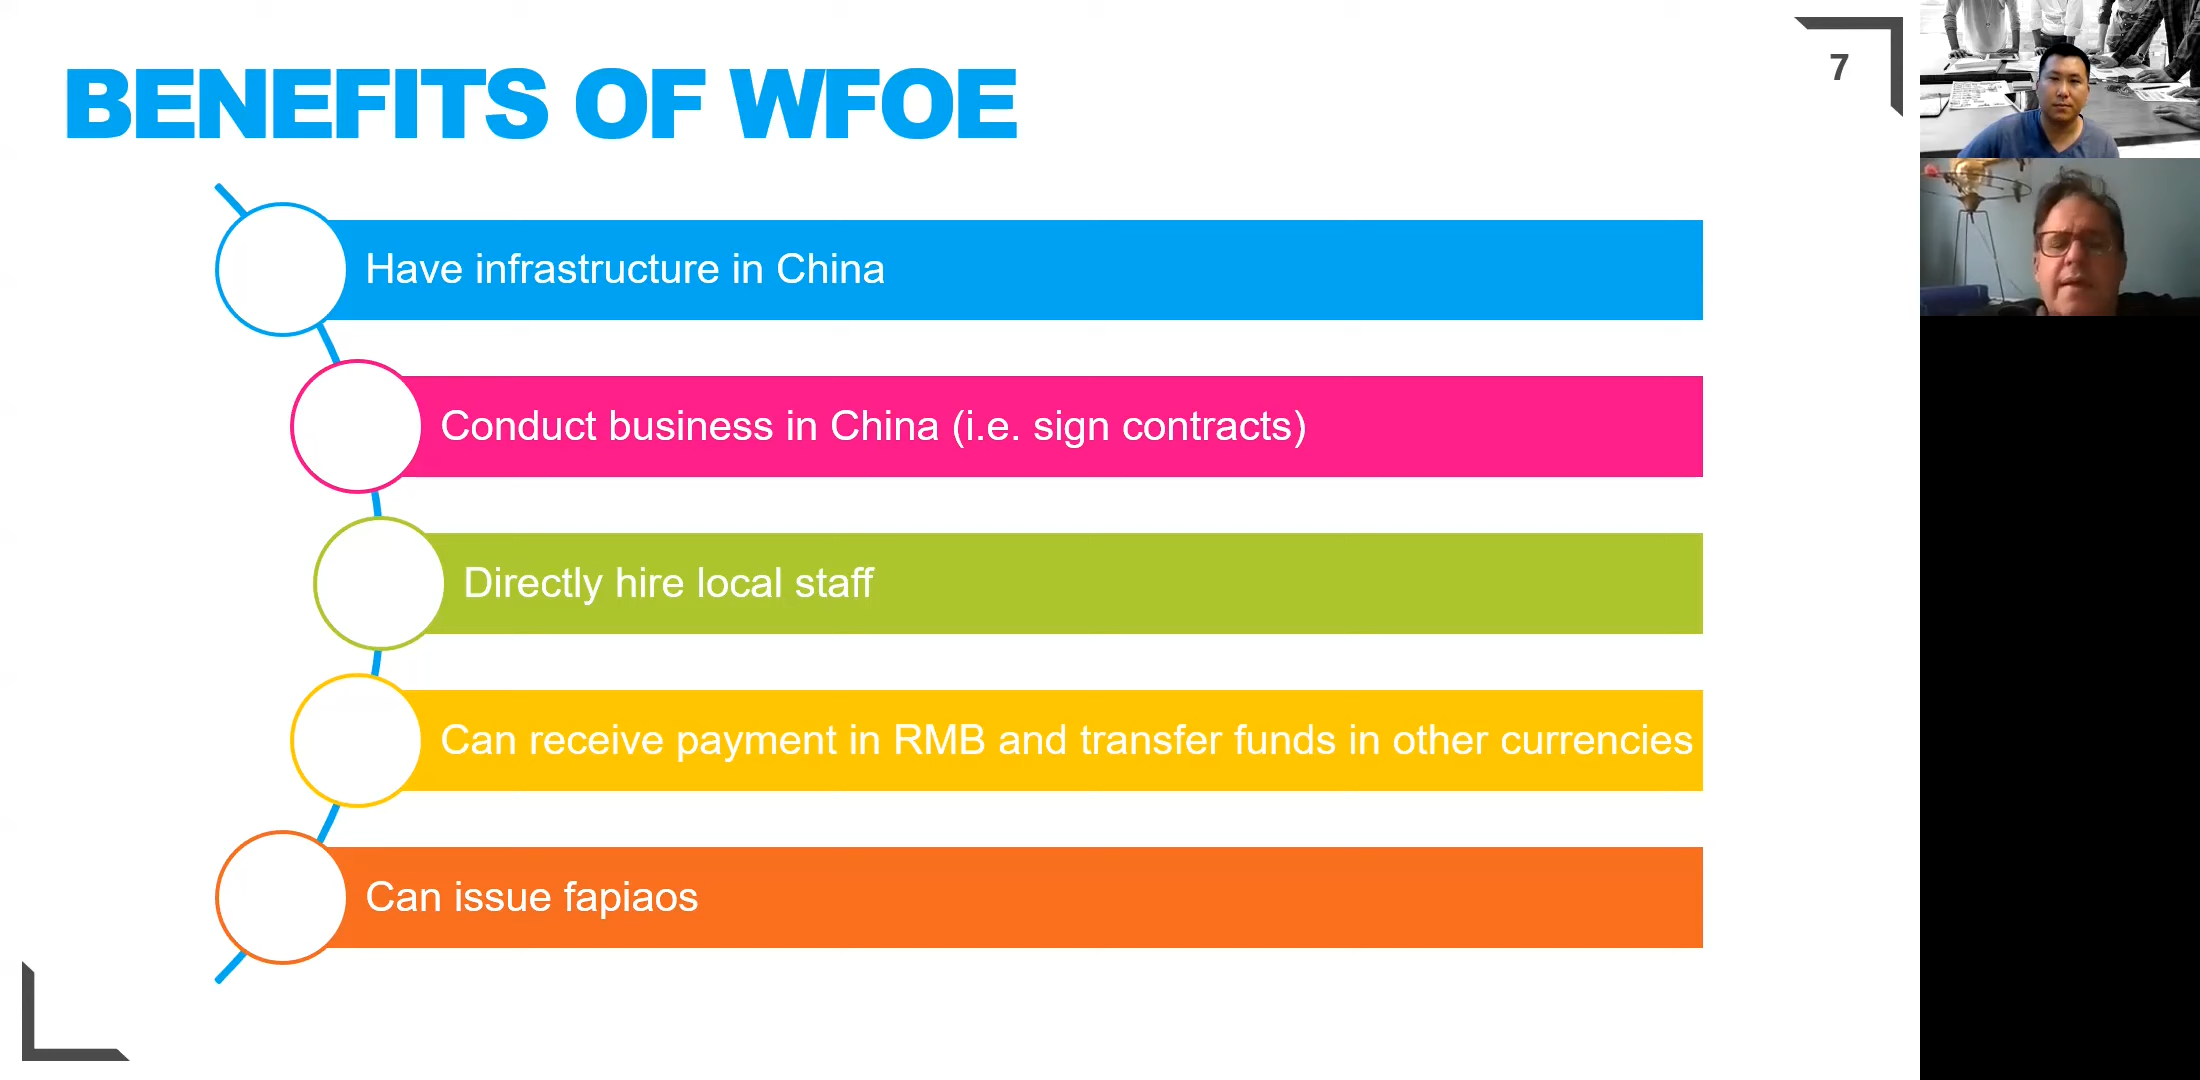 BENEFITS OF WFOE
7
Have infrastructure in China
Conduct business in China (i.e. sign contracts)
Directly hire local staff
Can receive payment in RMB and transfer funds in other currencies
Can issue fapiaos